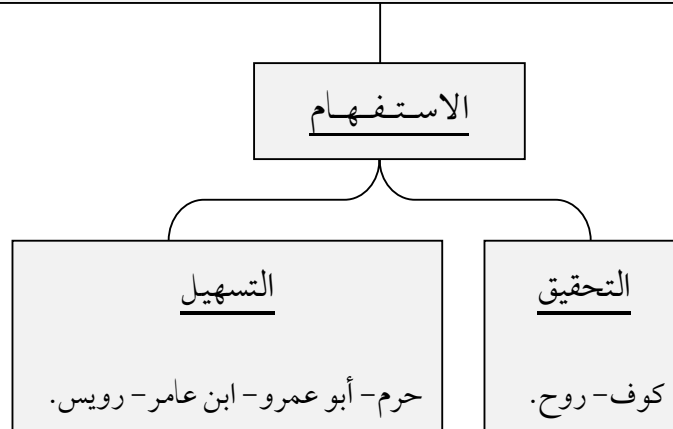 الاستفهام
التحقيق
كوف- روح.
التسهيل
حرم- أبو عمرو- ابن عامر- رويس.